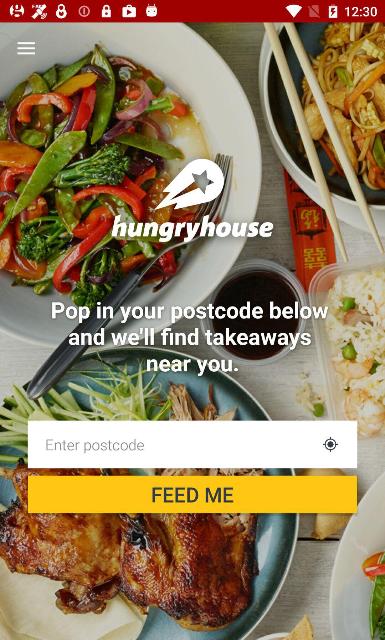 12:30
hungryhouse
Pop in your postcode below
and we'll find takeaways
near you.
Enter postcode
FEED ME